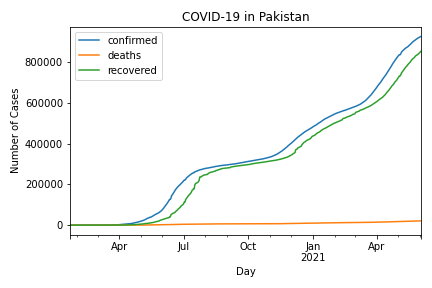 COVID-19 in Pakistan
confirmed
deaths
recovered
Number of Cases
800000
600000
400000
200000
0
Apr
Jul
Oct
Jan
2021
Apr
Day